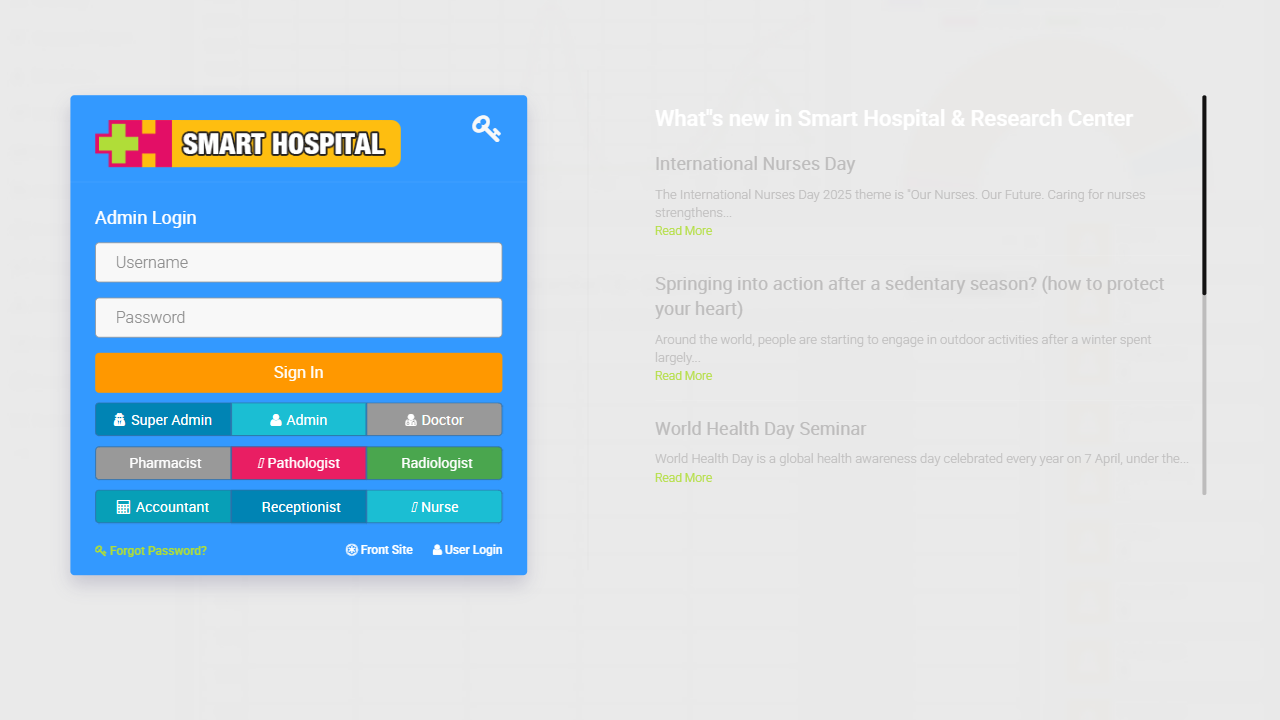 SMART HOSPITAL
Admin Login
Username
Password
Sign In
Super Admin
Admin
Doctor
Pharmacist
Pathologist
Radiologist
Accountant
Receptionist
Nurse
Forgot Password?
Front Site
User Login
What"s new in Smart Hospital & Research Center
International Nurses Day
The International Nurses Day 2025 theme is "Our Nurses. Our Future. Caring for nurses
strengthens...
Read More
Springing into action after a sedentary season? (how to protect
your heart)
Around the world, people are starting to engage in outdoor activities after a winter spent
largely...
Read More
World Health Day Seminar
World Health Day is a global health awareness day celebrated every year on 7 April, under the...
Read More